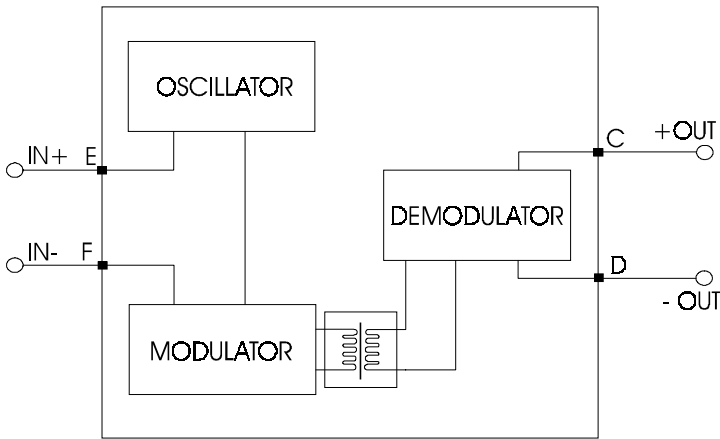 OSCILLATOR
IN+ E
C +OUT
DEMODULATOR
IN- F
D
- OUT
MODULATOR